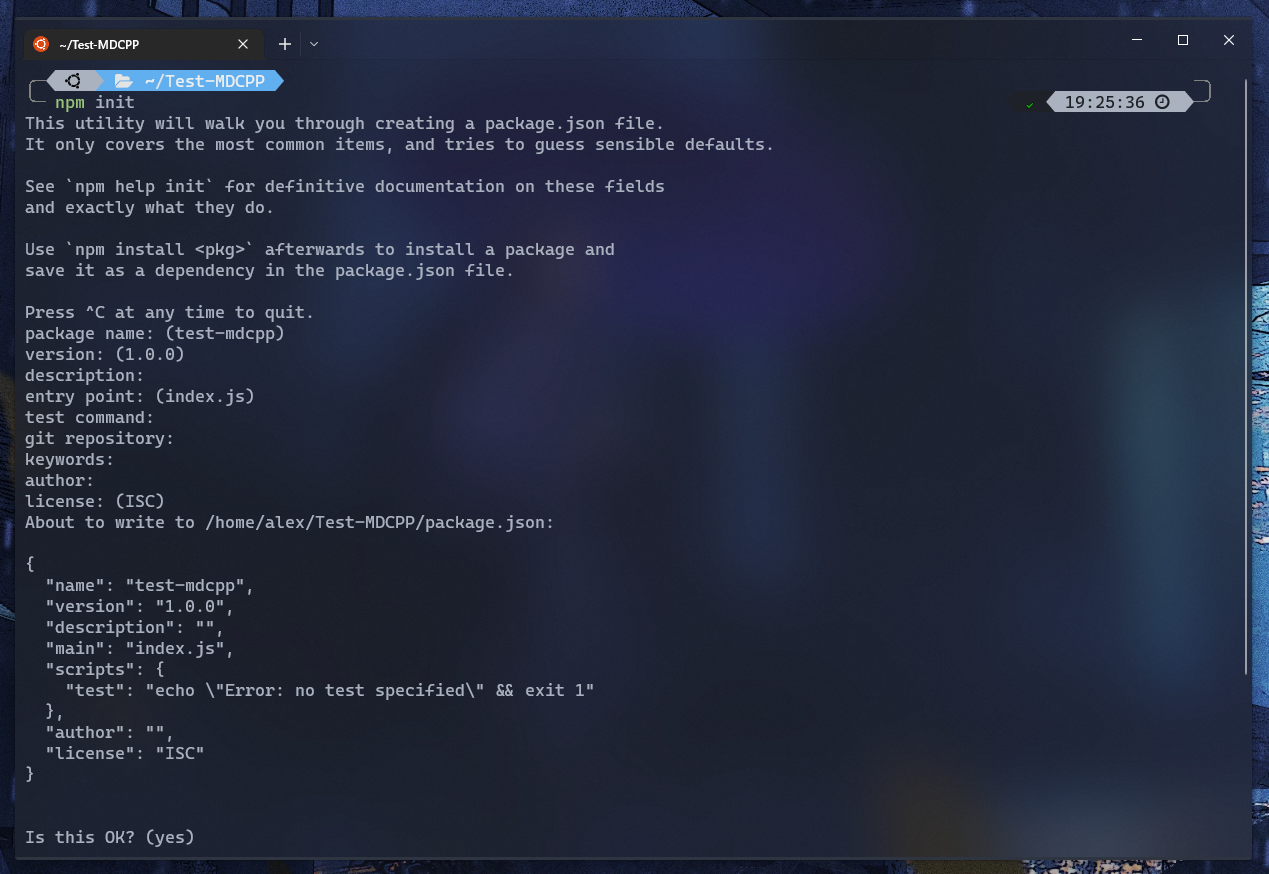 ~/Test-MDCPP
~/Test-MDCPP
npm init
19:25:36
This utility will walk you through creating a package.json file.
It only covers the most common items, and tries to guess sensible defaults.
See `npm help init` for definitive documentation on these fields
and exactly what they do.
Use `npm install <pkg>` afterwards to install a package and
save it as a dependency in the package.json file.
Press ^C at any time to quit.
package name: (test-mdcpp)
version: (1.0.0)
description:
entry point: (index.js)
test command:
git repository:
keywords:
author:
license: (ISC)
About to write to /home/alex/Test-MDCPP/package.json:
{
  "name": "test-mdcpp",
  "version": "1.0.0",
  "description": "",
  "main": "index.js",
  "scripts": {
    "test": "echo \"Error: no test specified\" && exit 1"
  },
  "author": "",
  "license": "ISC"
}
Is this OK? (yes)